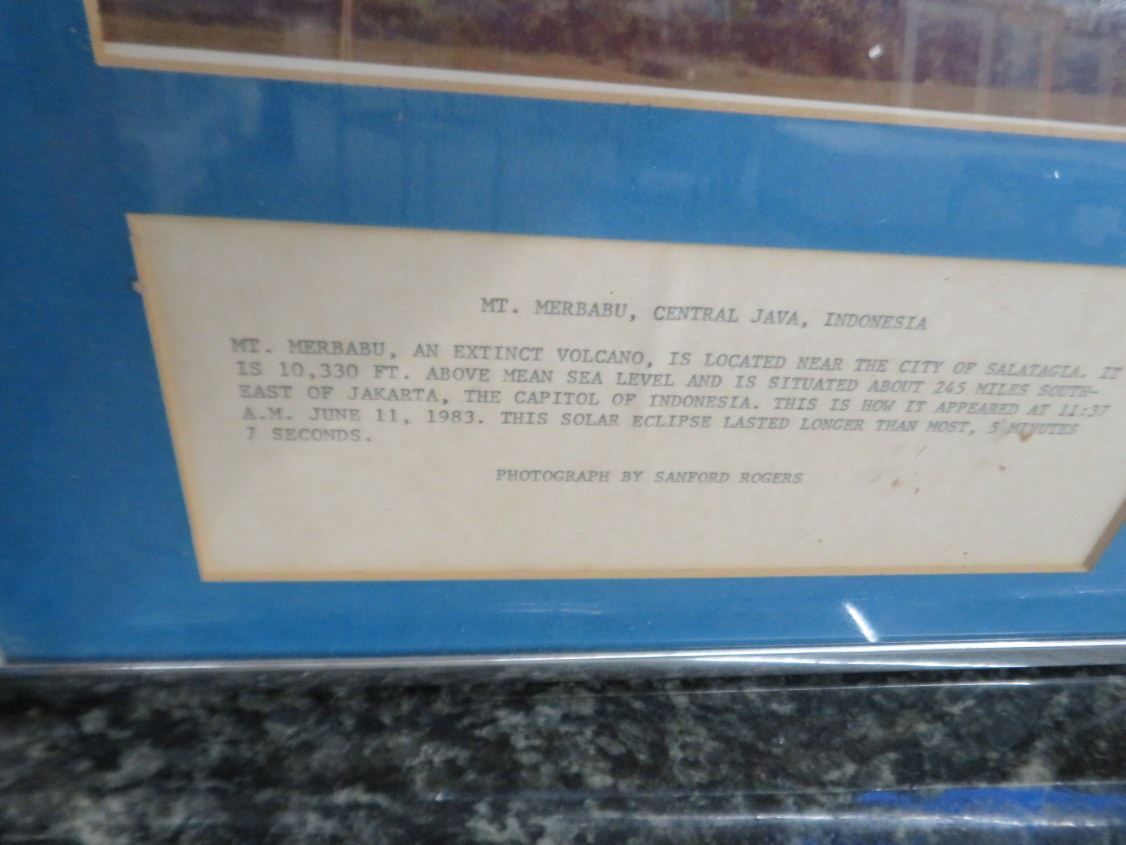 MT. MERBABU, CENTRAL JAVA, INDONESIA
MT. MERBABU, AN EXTINCT VOLCANO, IS LOCATED NEAR THE CITY OF SALATAGIA. IT
IS 10,330 FT. ABOVE MEAN SEA LEVEL AND IS SITUATED ABOUT 245 MILES SOUTH-
EAST OF JAKARTA, THE CAPITOL OF INDONESIA. THIS IS HOW IT APPEARED AT 11:37
A.M. JUNE 11, 1983. THIS SOLAR ECLIPSE LASTED LONGER THAN MOST, 5 MINUTES
7 SECONDS.
PHOTOGRAPH BY SANFORD ROGERS